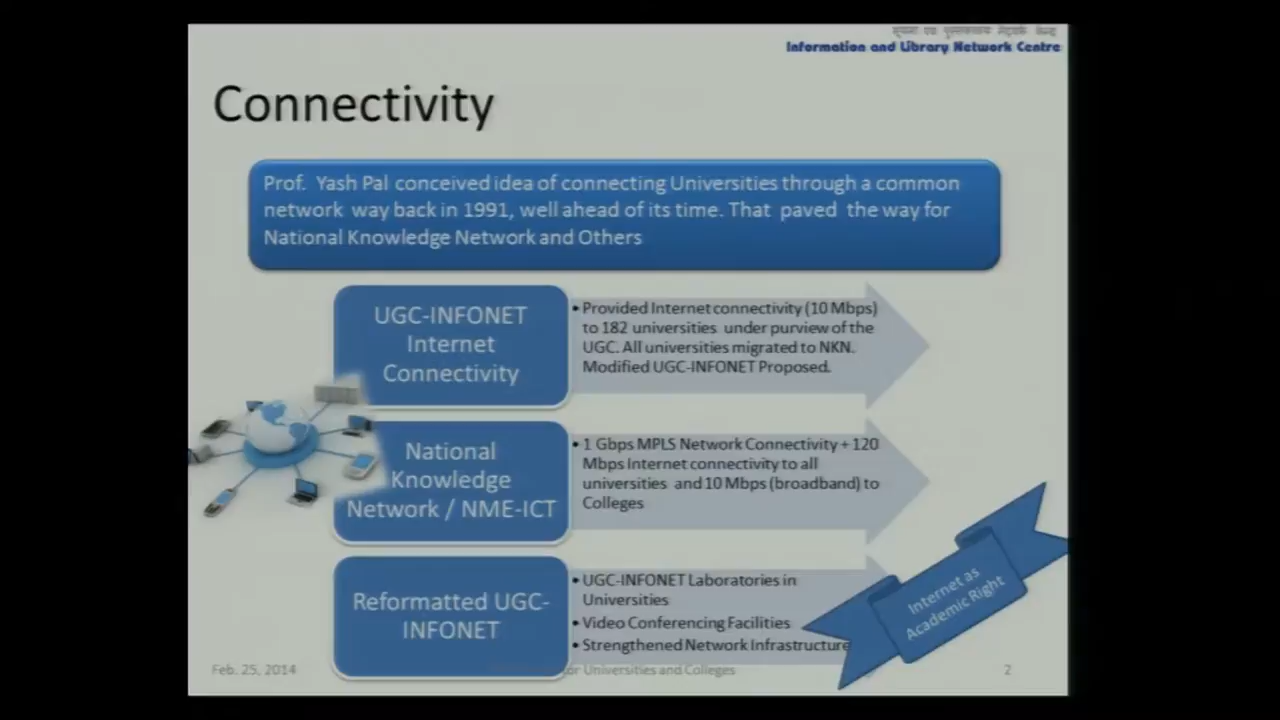 Information and Library Network Centre
Connectivity
Prof. Yash Pal conceived idea of connecting Universities through a common
network way back in 1991, well ahead of its time. That paved the way for
National Knowledge Network and Others
UGC-INFONET
Internet
Connectivity
• Provided Internet connectivity (10 Mbps)
to 182 universities under purview of the
UGC. All universities migrated to NKN.
Modified UGC-INFONET Proposed.
National
Knowledge
Network / NME-ICT
• 1 Gbps MPLS Network Connectivity + 120
Mbps Internet connectivity to all
universities and 10 Mbps (broadband) to
Colleges
Reformatted UGC-
INFONET
• UGC-INFONET Laboratories in
Universities
• Video Conferencing Facilities
• Strengthened Network Infrastructure
Internet as
Academic Right
Feb. 25, 2014
Universities and Colleges
2